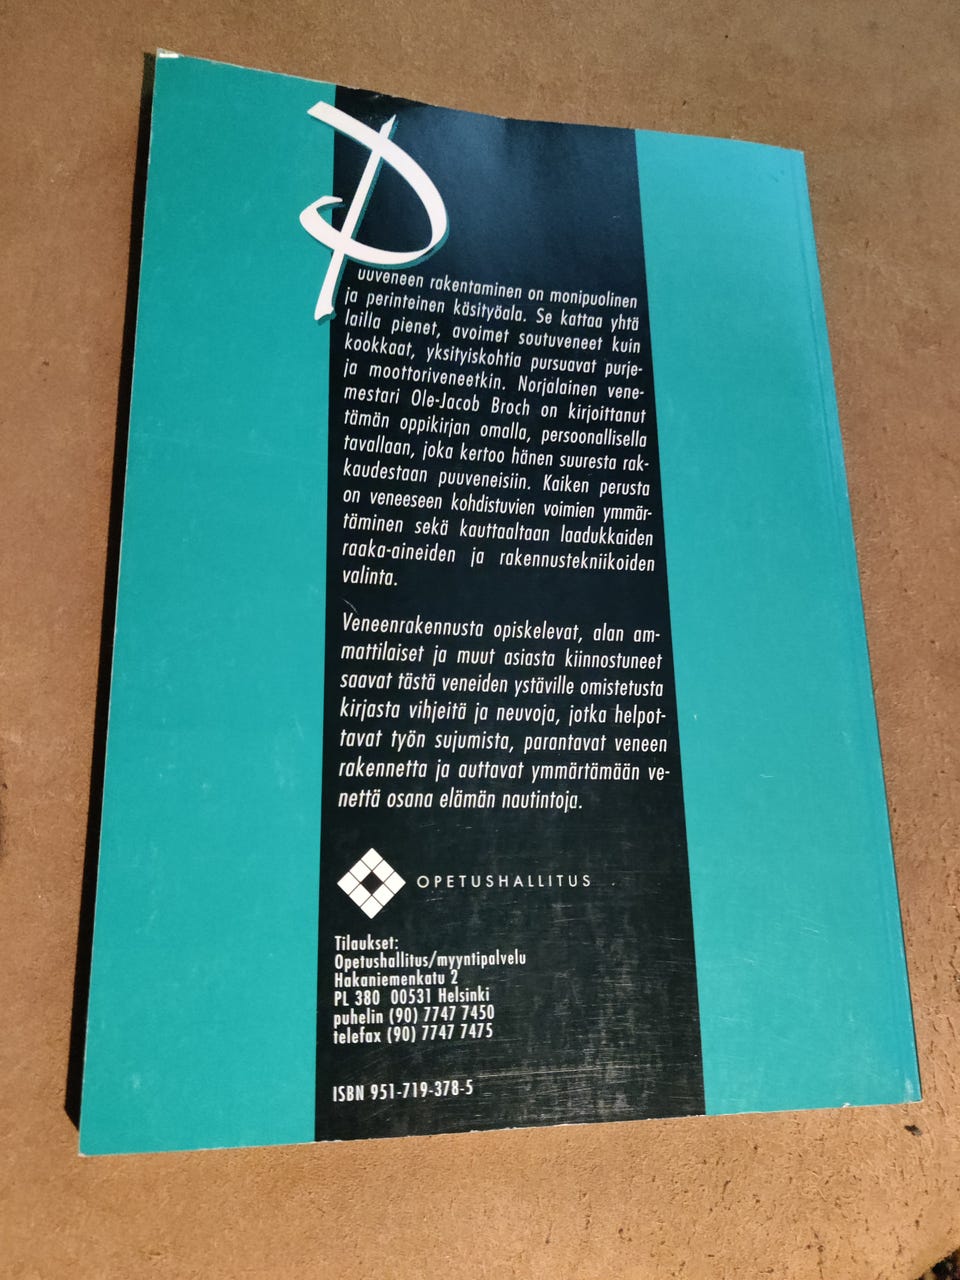 Puuveneen rakentaminen on monipuolinen
ja perinteinen käsityöala. Se kattaa yhtä
lailla pienet, avoimet soutuveneet kuin
kookkaat, yksityiskohtia pursuavat purje-
ja moottoriveneetkin. Norjalainen vene-
mestari Ole-Jacob Broch on kirjoittanut
tämän oppikirjan omalla, persoonallisella
tavallaan, joka kertoo hänen suuresta rak-
kaudestaan puuveneisiin. Kaiken perusta
on veneeseen kohdistuvien voimien ymmär-
täminen sekä kauttaaltaan laadukkaiden
raaka-aineiden ja rakennustekniikoiden
valinta.
Veneenrakennusta opiskelevat, alan am-
mattilaiset ja muut asiasta kiinnostuneet
saavat tästä veneiden ystäville omistetusta
kirjasta vihjeitä ja neuvoja, jotka helpot-
tavat työn sujumista, parantavat veneen
rakennetta ja auttavat ymmärtämään ve-
nettä osana elämän nautintoja.
OPETUSHALLITUS
Tilaukset:
Opetushallitus/myyntipalvelu
Hakaniemenkatu 2
PL 380 00531 Helsinki
puhelin (90) 7747 7450
telefax (90) 7747 7475
ISBN 951-719-378-5